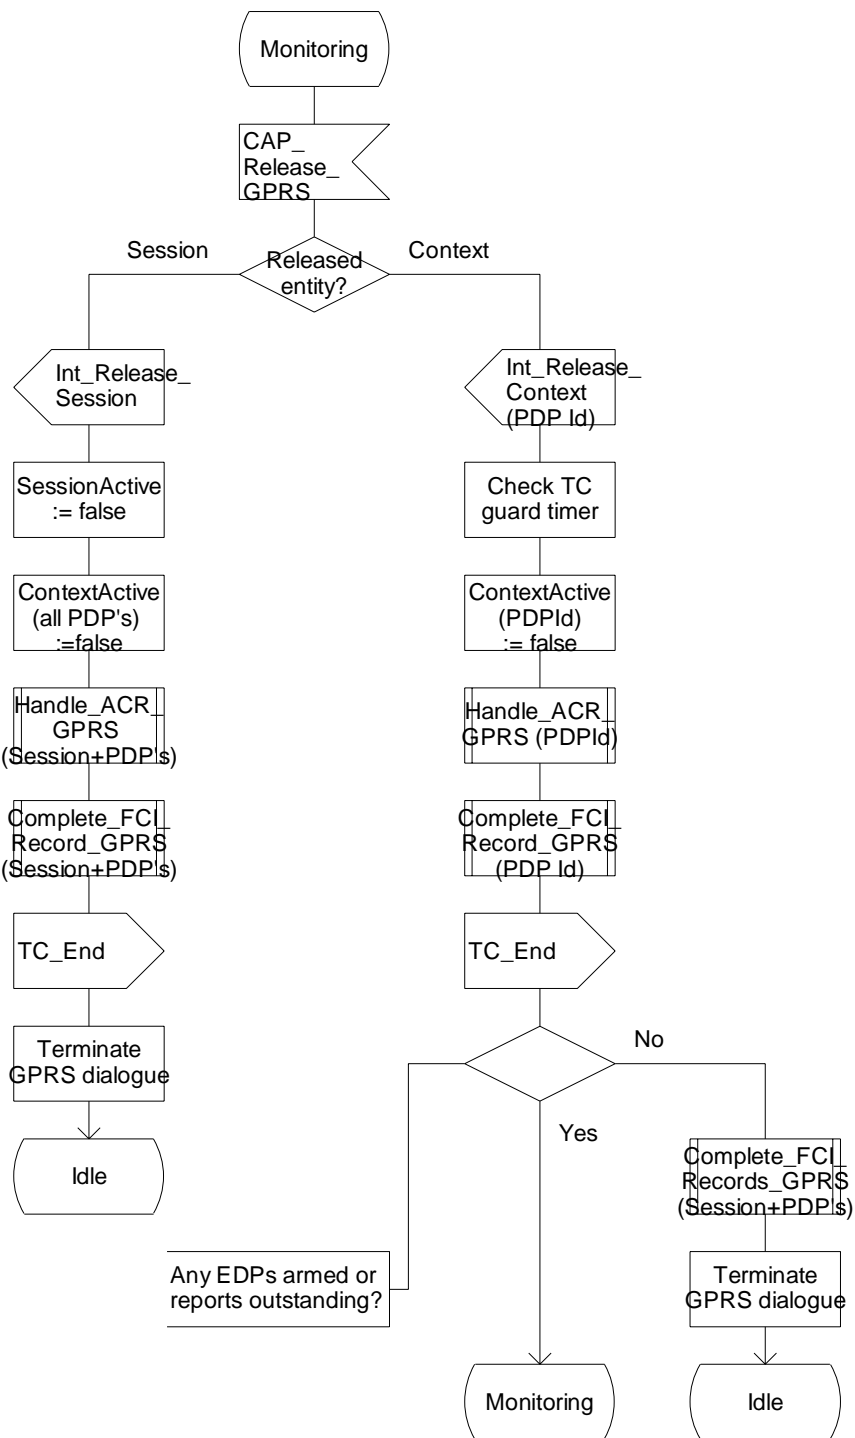 Monitoring
CAP_
Release_
GPRS
Session
Released
entity?
Context
Int_Release_
Session
Int_Release_
Context
(PDP Id)
SessionActive
:= false
Check TC
guard timer
ContextActive
(all PDP's)
:=false
ContextActive
(PDPId)
:= false
Handle_ACR_
GPRS
(Session+PDP's)
Handle_ACR_
GPRS (PDPId)
Complete_FCI_
Record_GPRS
(Session+PDP's)
Complete_FCI_
Record_GPRS
(PDP Id)
TC_End
TC_End
Terminate
GPRS dialogue
No
Yes
Idle
Complete_FCI_
Records_GPRS
(Session+PDP's)
Any EDPs armed or
reports outstanding?
Terminate
GPRS dialogue
Monitoring
Idle